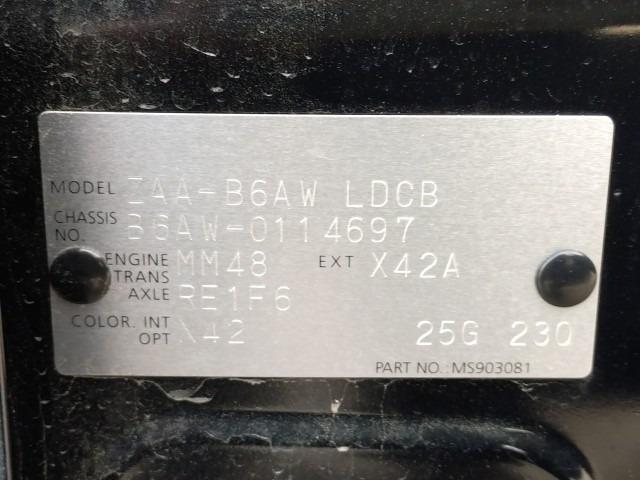 MODEL ZAA-B6AW LDCB
CHASSIS NO. B6AW-0114697
ENGINE MM48 EXT X42A
TRANS AXLE RE1F6
COLOR. INT N42
OPT 25G 230
PART NO.:MS903081